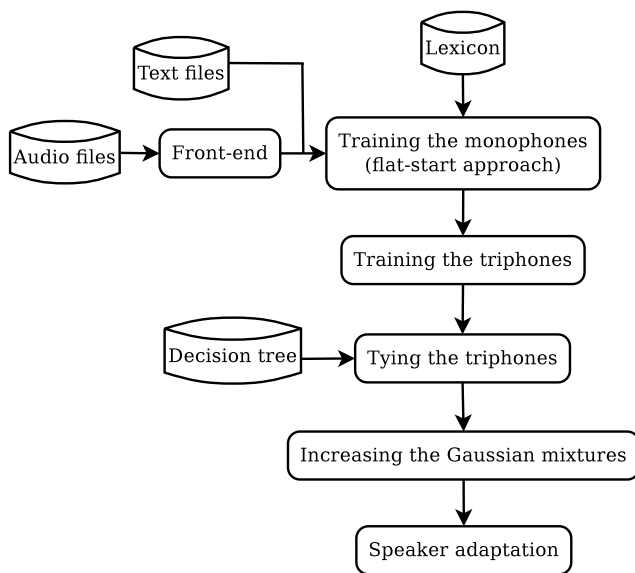 Lexicon
Text files
Audio files
Front-end
Training the monophones
(flat-start approach)
Training the triphones
Decision tree
Tying the triphones
Increasing the Gaussian mixtures
Speaker adaptation